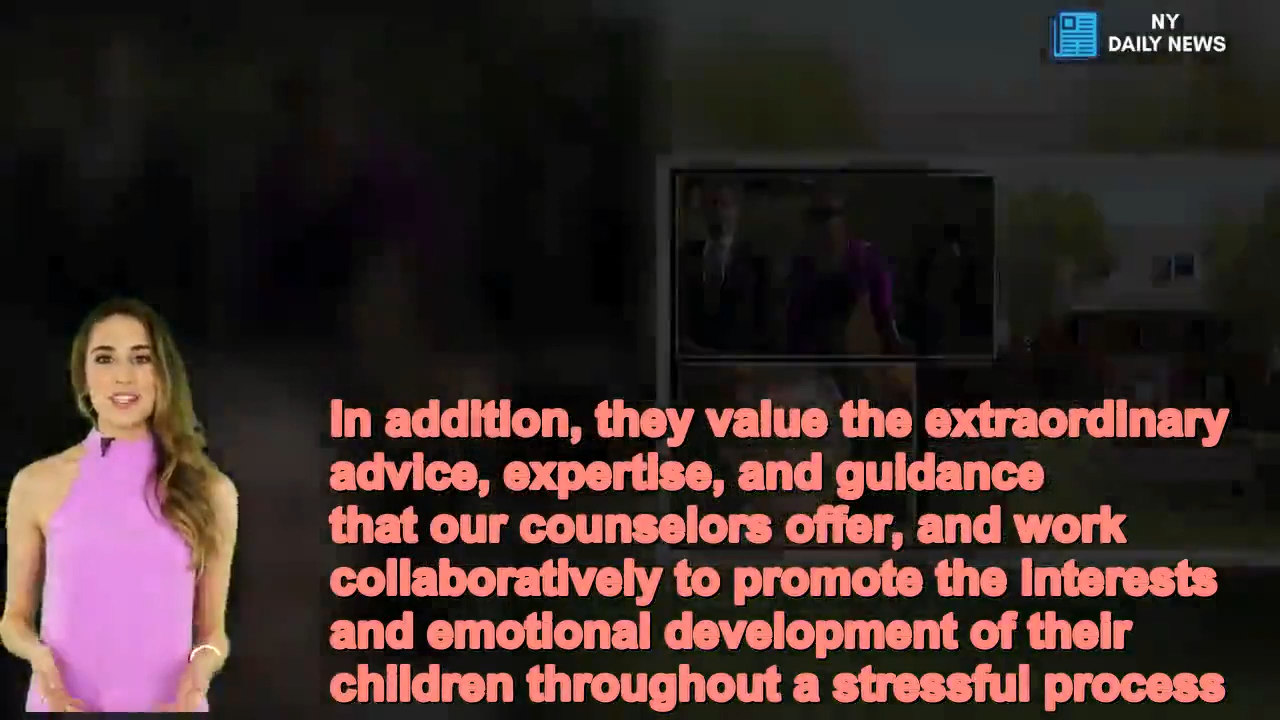 NY
DAILY NEWS
In addition, they value the extraordinary
advice, expertise, and guidance
that our counselors offer, and work
collaboratively to promote the interests
and emotional development of their
children throughout a stressful process